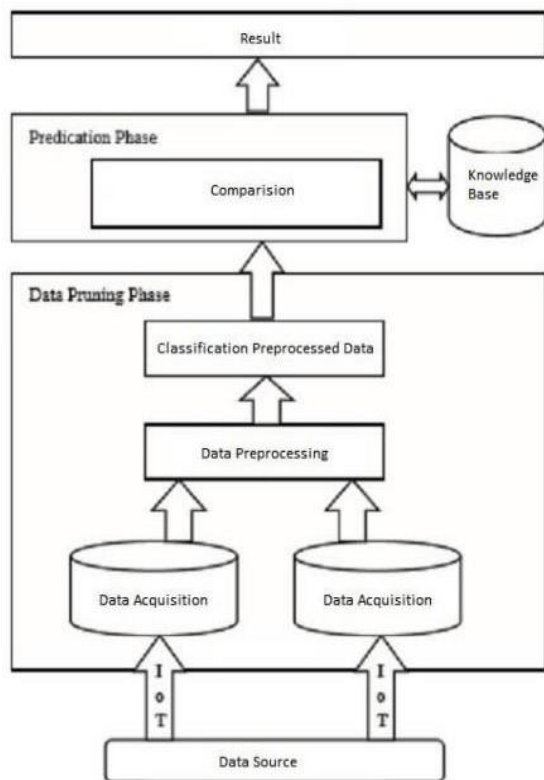 Result
Predication Phase
Comparision
Knowledge
Base
Data Pruning Phase
Classification Preprocessed Data
Data Preprocessing
Data Acquisition
Data Acquisition
I
o
T
I
o
T
Data Source